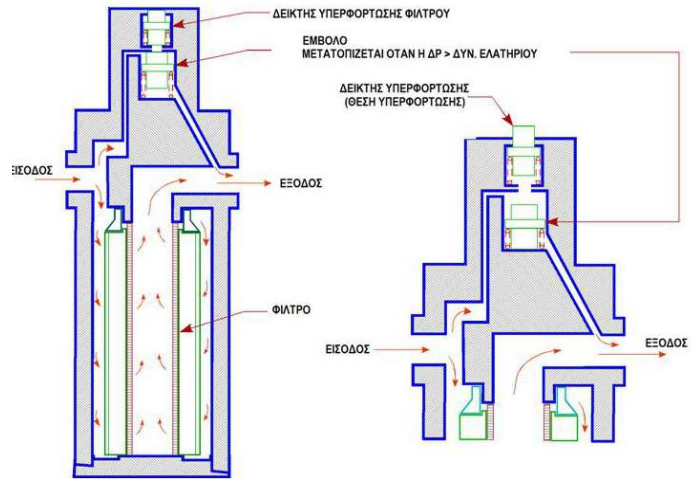 ΔΕΙΚΤΗΣ ΥΠΕΡΦΟΡΤΩΣΗΣ ΦΙΛΤΡΟΥ
ΕΜΒΟΛΟ
ΜΕΤΑΤΟΠΙΖΕΤΑΙ ΟΤΑΝ Η ΔΡ > ΔΥΝ. ΕΛΑΤΗΡΙΟΥ
ΔΕΙΚΤΗΣ ΥΠΕΡΦΟΡΤΩΣΗΣ
(ΘΕΣΗ ΥΠΕΡΦΟΡΤΩΣΗΣ)
ΕΙΣΟΔΟΣ
ΕΞΟΔΟΣ
ΦΙΛΤΡΟ
ΕΙΣΟΔΟΣ
ΕΞΟΔΟΣ